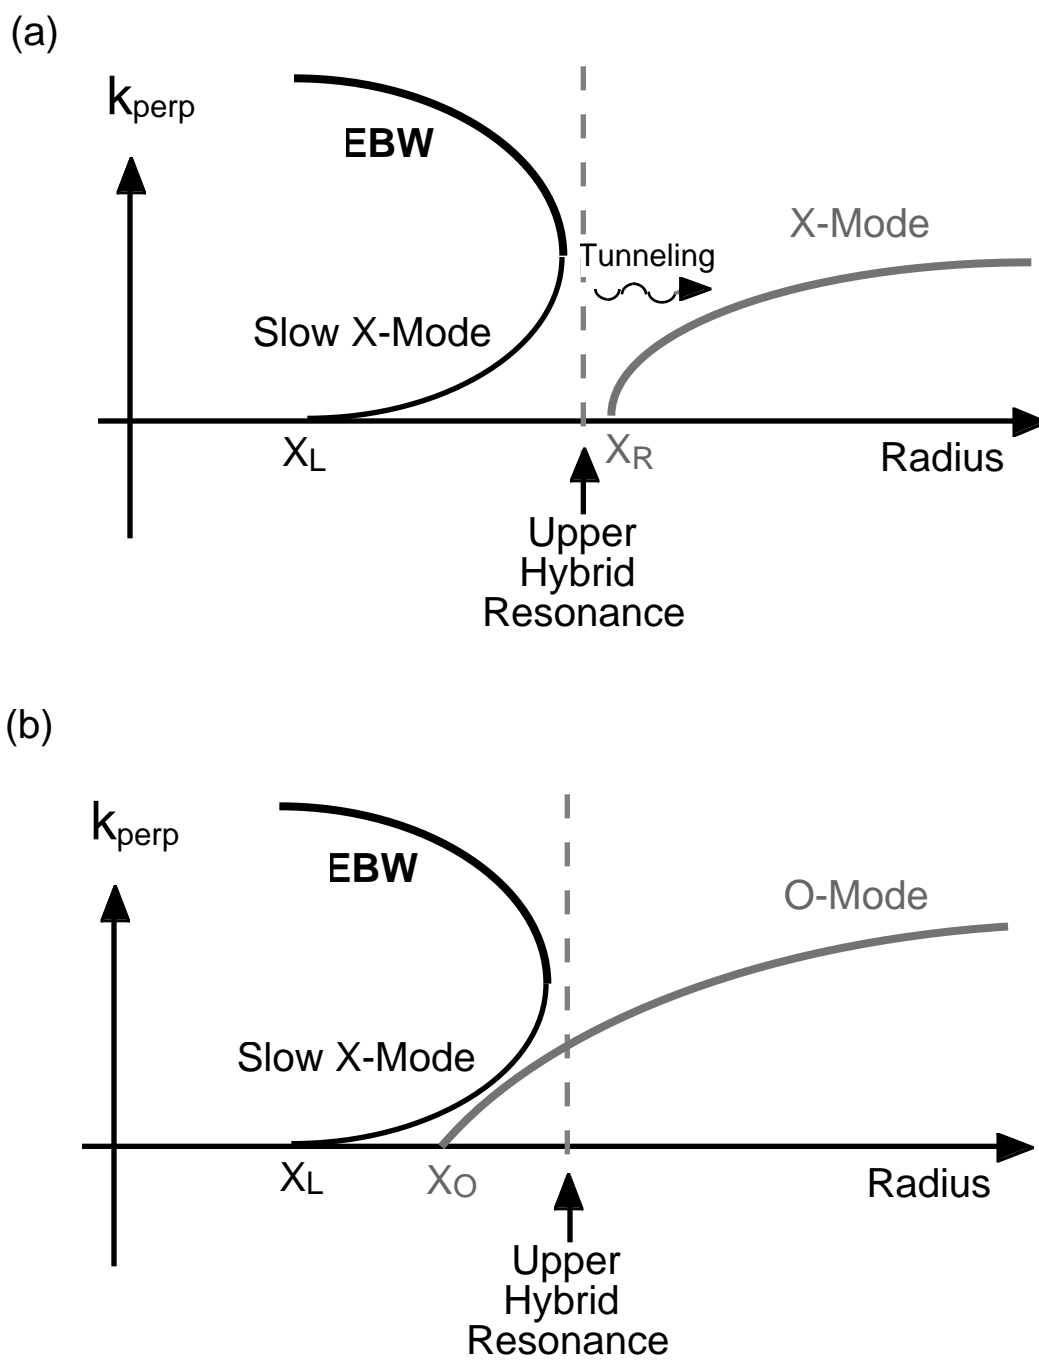 (a)
kperp
EBW
X-Mode
Tunneling
Slow X-Mode
XL
XR
Radius
Upper
Hybrid
Resonance
(b)
kperp
EBW
O-Mode
Slow X-Mode
XL
XO
Radius
Upper
Hybrid
Resonance